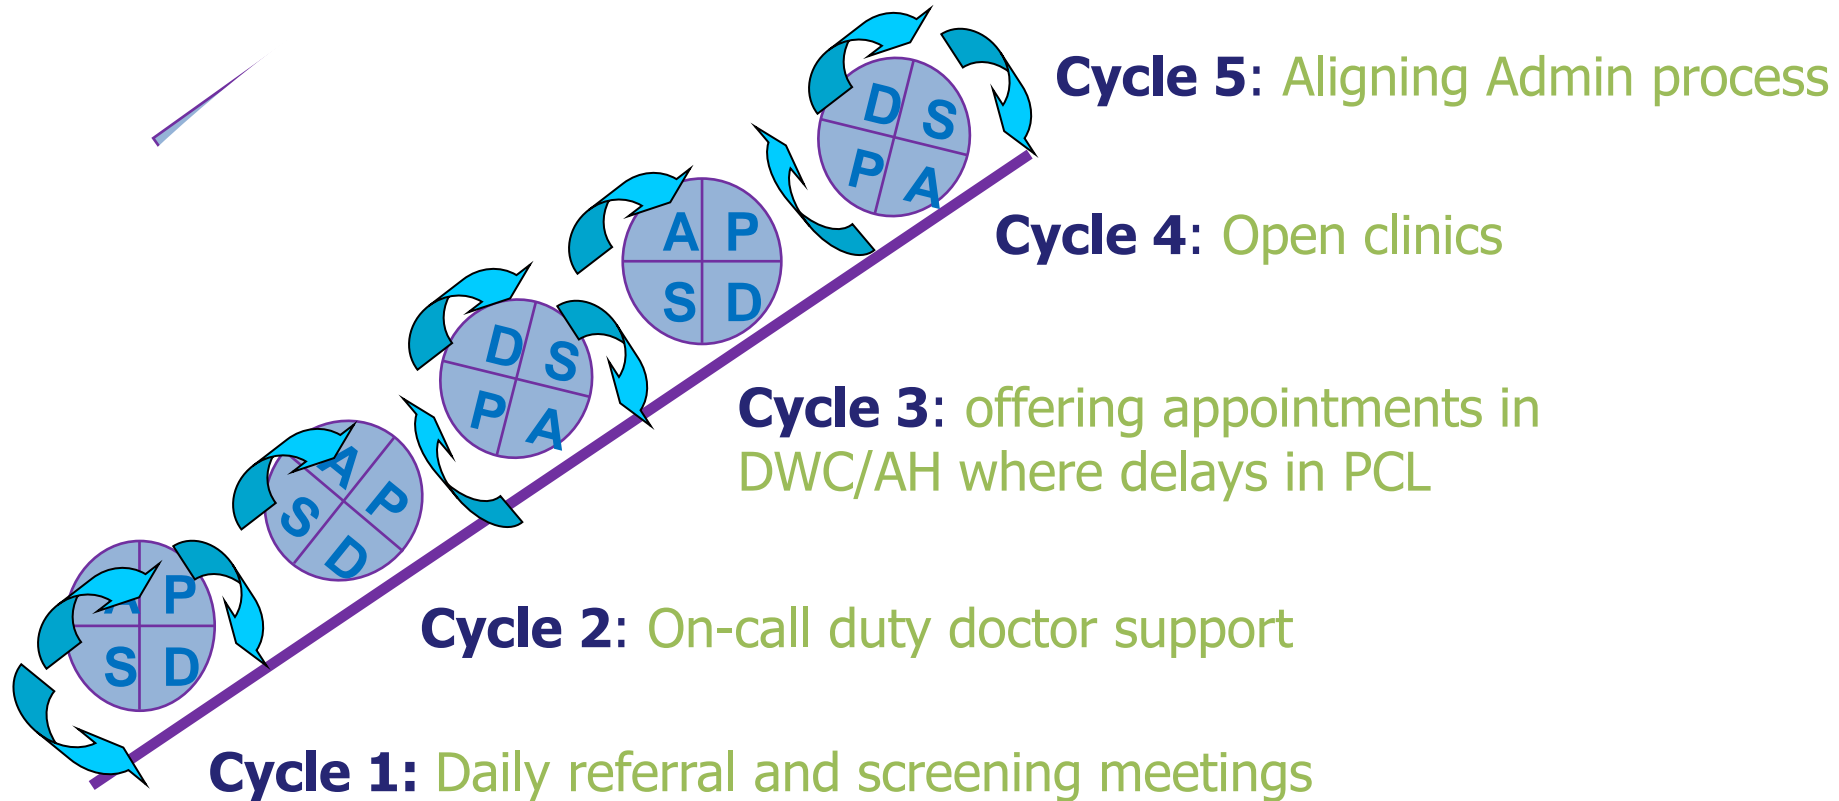 Cycle 5: Aligning Admin process
D S
P A
Cycle 4: Open clinics
A P
S D
D S
P A
Cycle 3: offering appointments in
DWC/AH where delays in PCL
A P
S D
Cycle 2: On-call duty doctor support
A P
S D
Cycle 1: Daily referral and screening meetings